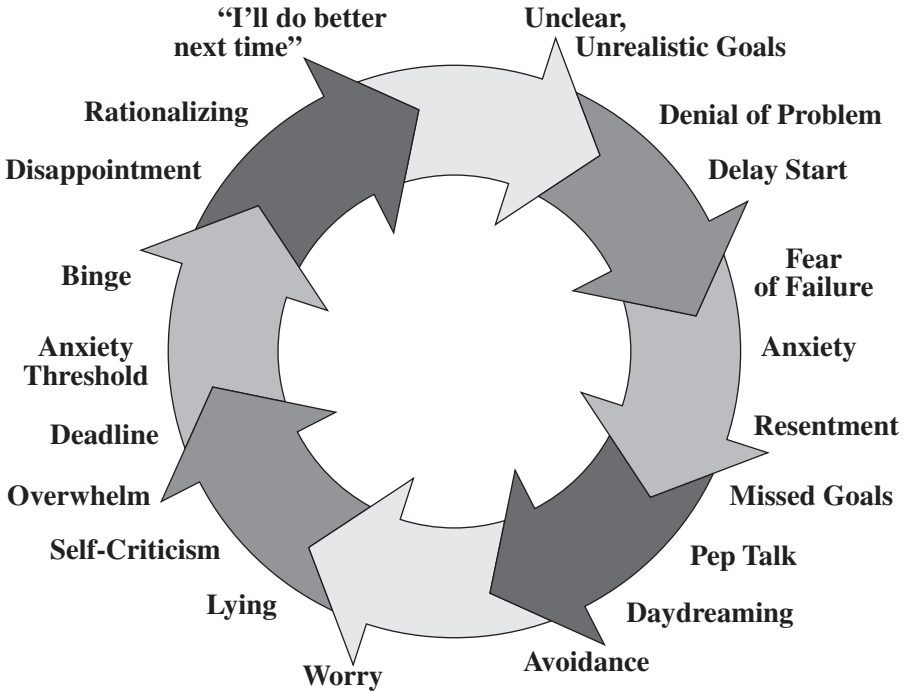 “I'll do better
next time”
Unclear,
Unrealistic Goals
Denial of Problem
Delay Start
Fear
of Failure
Anxiety
Resentment
Missed Goals
Pep Talk
Daydreaming
Avoidance
Worry
Lying
Self-Criticism
Overwhelm
Deadline
Anxiety
Threshold
Binge
Disappointment
Rationalizing